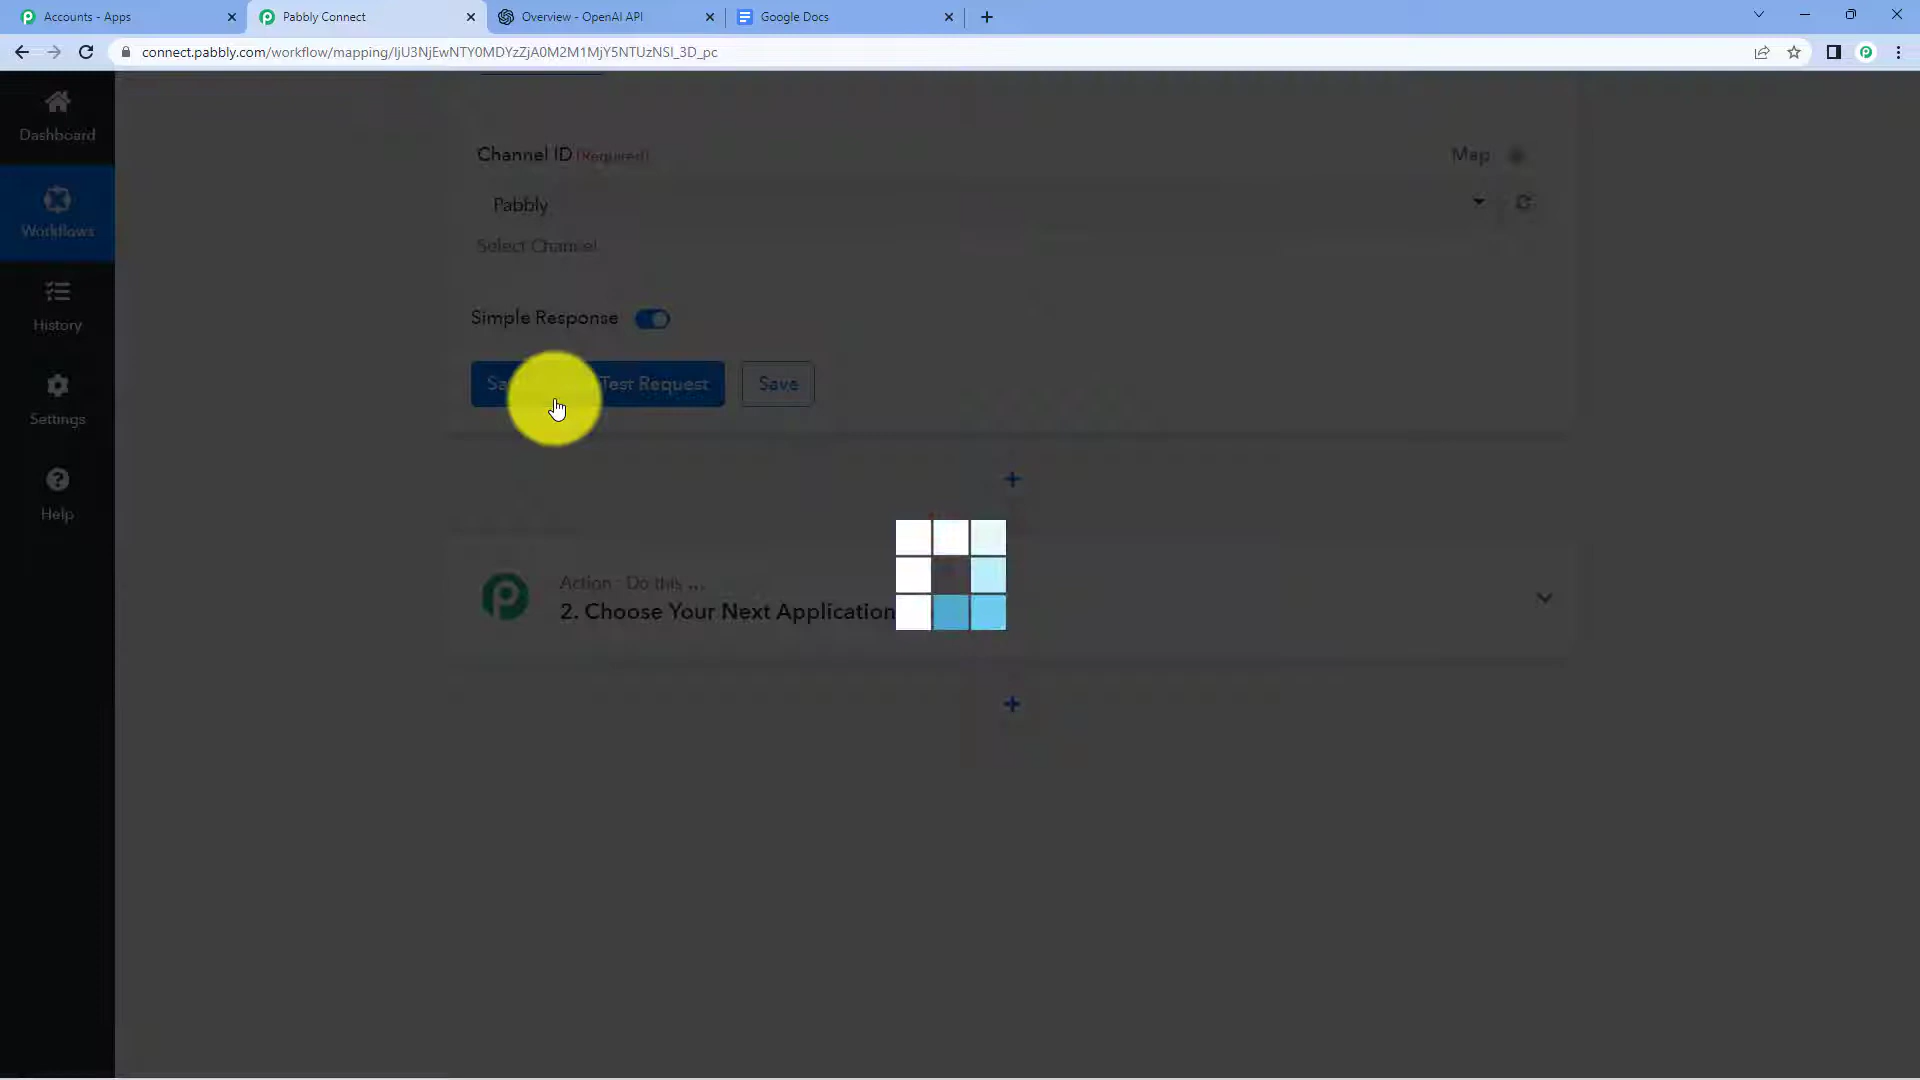 Accounts - Apps
Pabbly Connect
Overview - OpenAI API
Google Docs
connect.pabbly.com/workflow/mapping/IjU3NjEwNTY0MDYzZjA0M2M1MjY5NTUzNSI_3D_pc
Dashboard
Workflows
History
Settings
Help
Channel ID (Required)
Map
Pabbly
Select Channel
Simple Response
Test Request
Save
Action : Do this ...
2. Choose Your Next Application